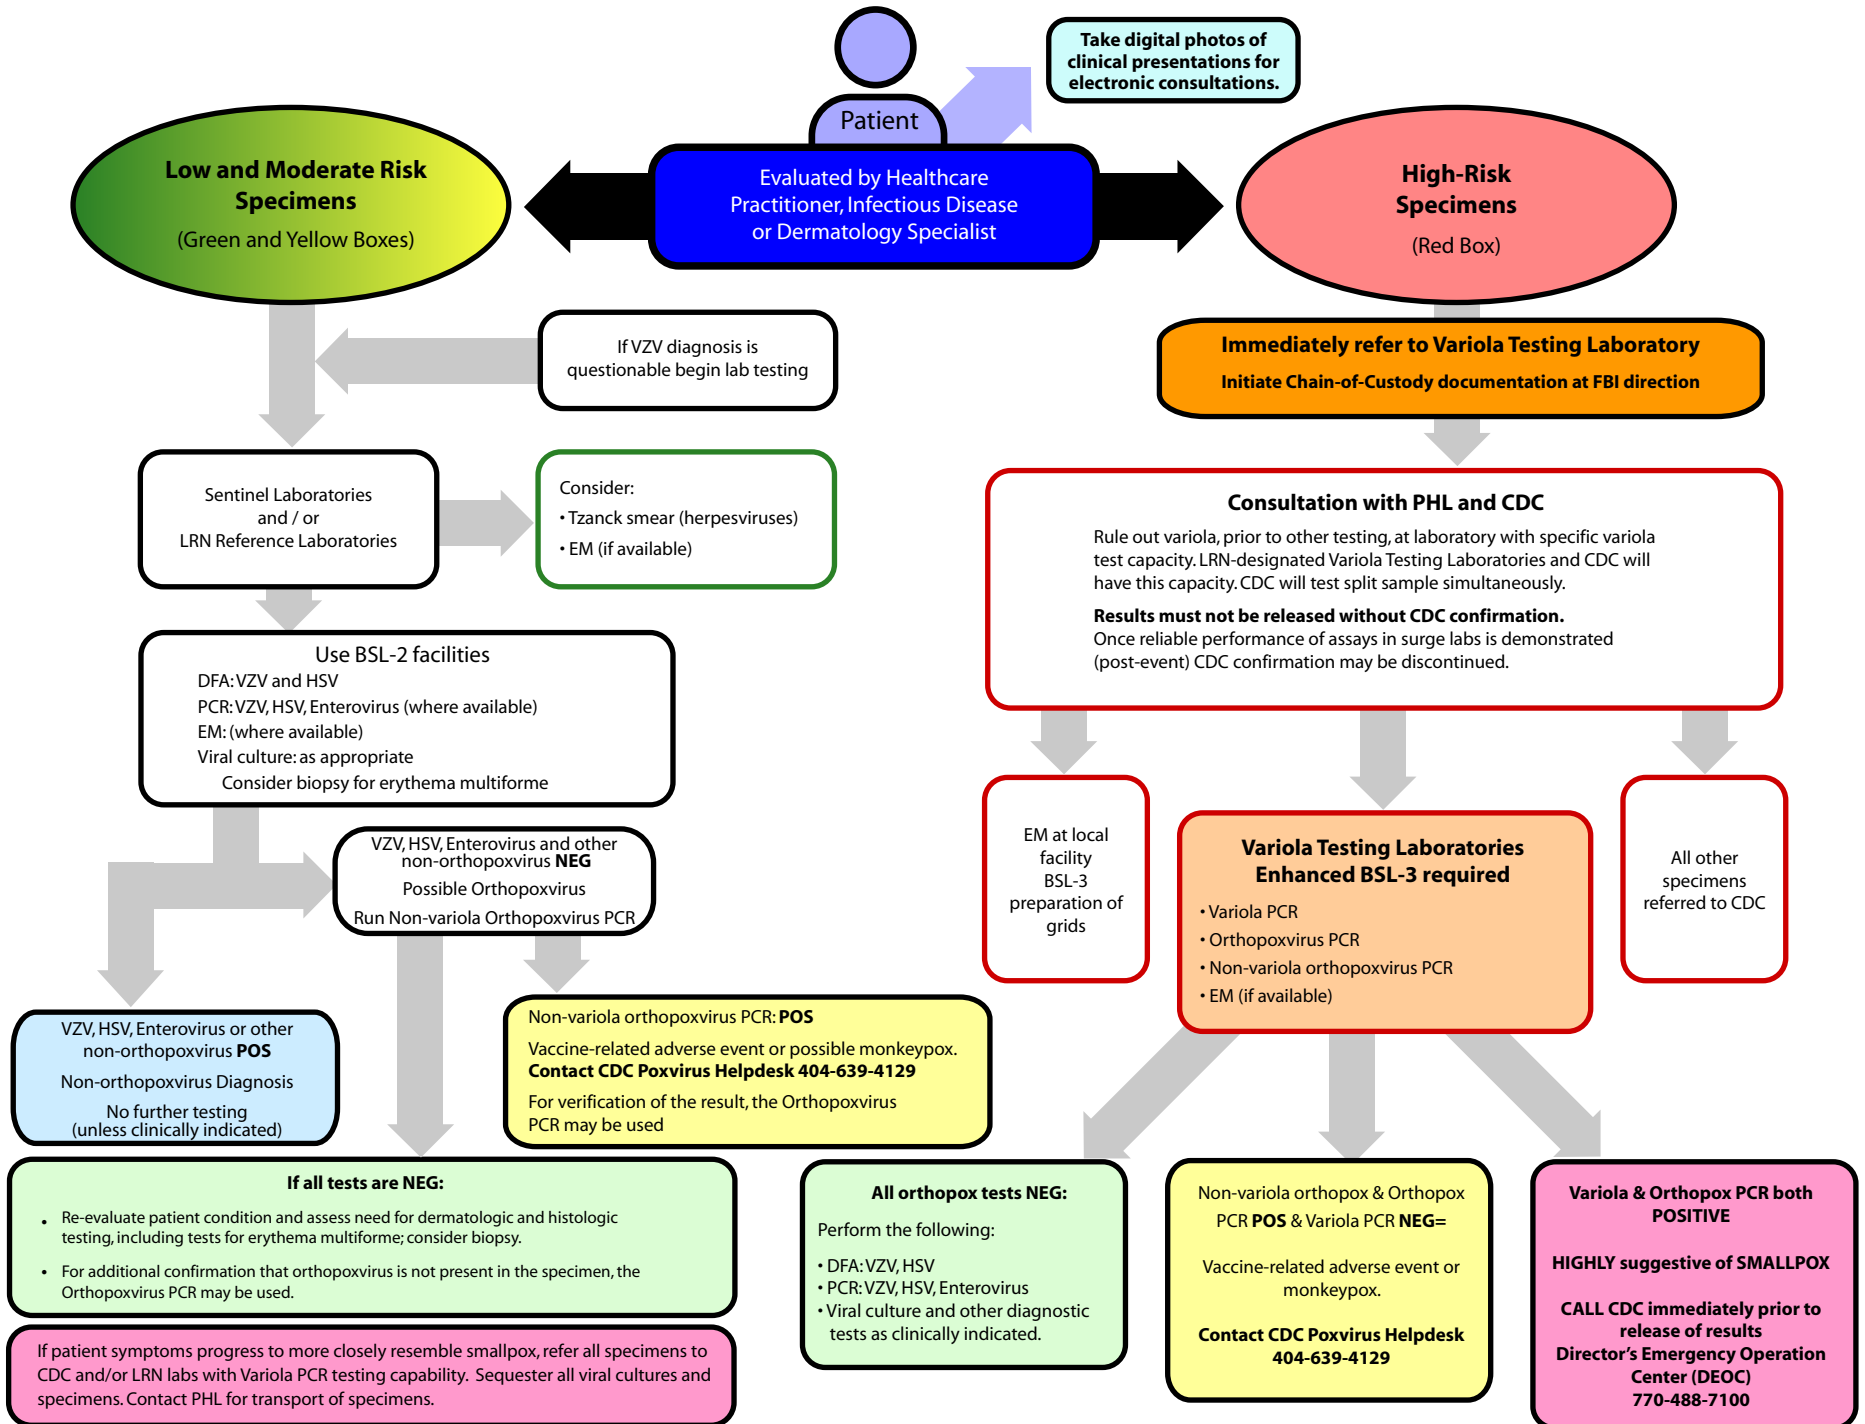 Take digital photos of
clinical presentations for
electronic consultations.
Patient
Evaluated by Healthcare
Practitioner, Infectious Disease
or Dermatology Specialist
Low and Moderate Risk
Specimens
(Green and Yellow Boxes)
High-Risk
Specimens
(Red Box)
If VZV diagnosis is
questionable begin lab testing
Immediately refer to Variola Testing Laboratory
Initiate Chain-of-Custody documentation at FBI direction
Sentinel Laboratories
and / or
LRN Reference Laboratories
Consider:
• Tzanck smear (herpesviruses)
• EM (if available)
Consultation with PHL and CDC
Rule out variola, prior to other testing, at laboratory with specific variola
test capacity. LRN-designated Variola Testing Laboratories and CDC will
have this capacity. CDC will test split sample simultaneously.
Results must not be released without CDC confirmation.
Once reliable performance of assays in surge labs is demonstrated
(post-event) CDC confirmation may be discontinued.
Use BSL-2 facilities
DFA: VZV and HSV
PCR: VZV, HSV, Enterovirus (where available)
EM: (where available)
Viral culture: as appropriate
Consider biopsy for erythema multiforme
VZV, HSV, Enterovirus and other
non-orthopoxvirus NEG
Possible Orthopoxvirus
Run Non-variola Orthopoxvirus PCR
EM at local
facility
BSL-3
preparation of
grids
Variola Testing Laboratories
Enhanced BSL-3 required
• Variola PCR
• Orthopoxvirus PCR
• Non-variola orthopoxvirus PCR
• EM (if available)
All other
specimens
referred to CDC
VZV, HSV, Enterovirus or other
non-orthopoxvirus POS
Non-orthopoxvirus Diagnosis
No further testing
(unless clinically indicated)
Non-variola orthopoxvirus PCR: POS
Vaccine-related adverse event or possible monkeypox.
Contact CDC Poxvirus Helpdesk 404-639-4129
For verification of the result, the Orthopoxvirus
PCR may be used
If all tests are NEG:
• Re-evaluate patient condition and assess need for dermatologic and histologic
testing, including tests for erythema multiforme; consider biopsy.
• For additional confirmation that orthopoxvirus is not present in the specimen, the
Orthopoxvirus PCR may be used.
If patient symptoms progress to more closely resemble smallpox, refer all specimens to
CDC and/or LRN labs with Variola PCR testing capability. Sequester all viral cultures and
specimens. Contact PHL for transport of specimens.
All orthopox tests NEG:
Perform the following:
• DFA: VZV, HSV
• PCR: VZV, HSV, Enterovirus
• Viral culture and other diagnostic
tests as clinically indicated.
Non-variola orthopox & Orthopox
PCR POS & Variola PCR NEG=
Vaccine-related adverse event or
monkeypox.
Contact CDC Poxvirus Helpdesk
404-639-4129
Variola & Orthopox PCR both
POSITIVE
HIGHLY suggestive of SMALLPOX
CALL CDC immediately prior to
release of results
Director's Emergency Operation
Center (DEOC)
770-488-7100